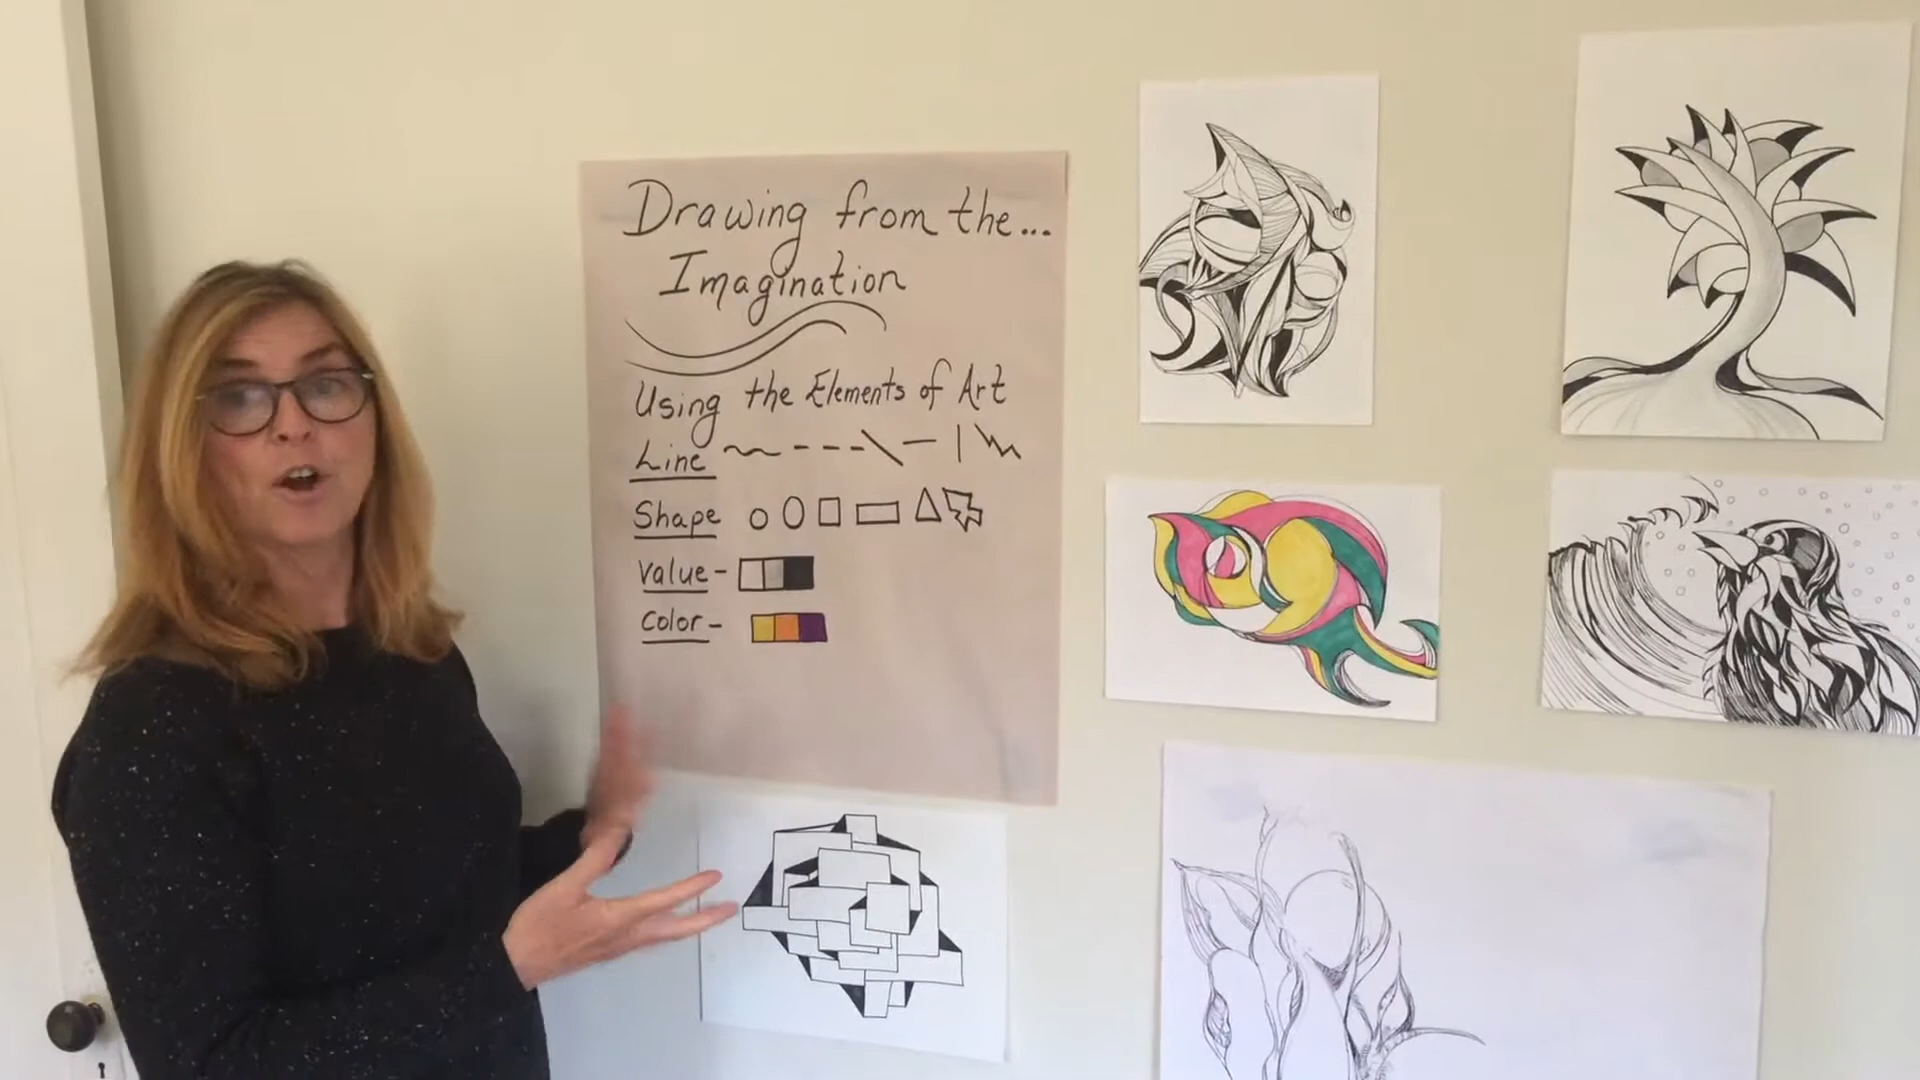 Drawing from the...
Imagination
Using the Elements of Art
Line
Shape
Value-
Color-